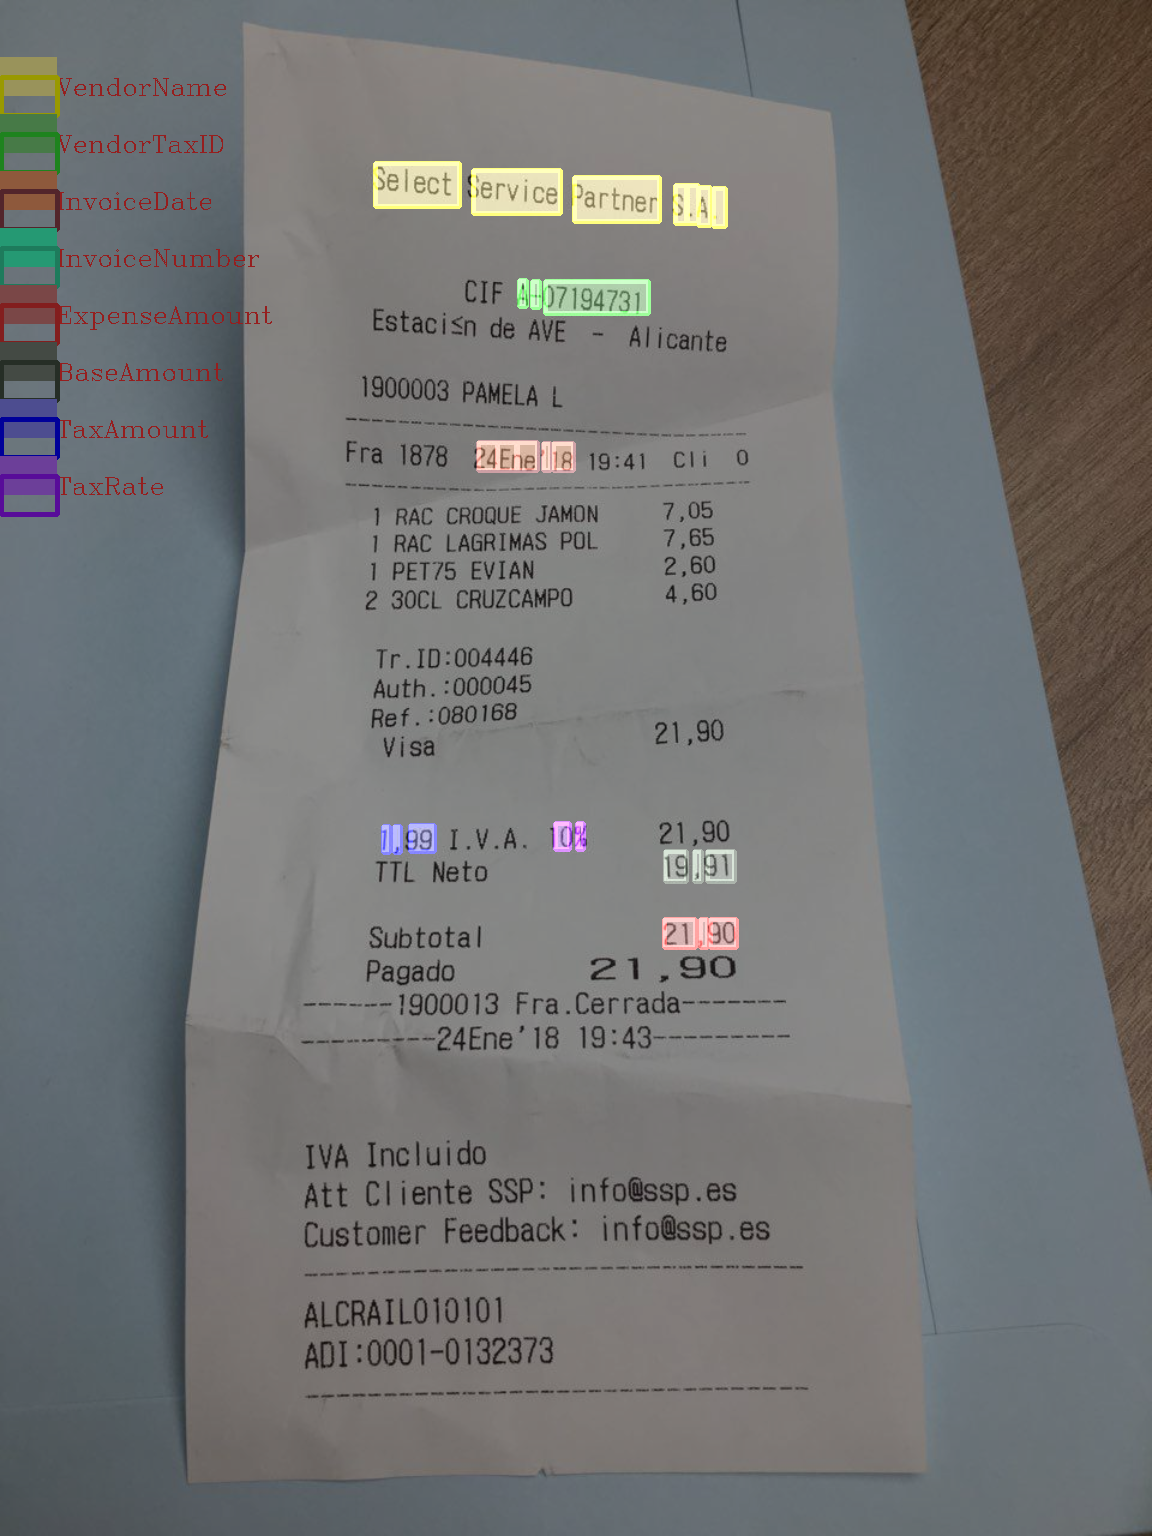 VendorName
VendorTaxID
InvoiceDate
InvoiceNumber
ExpenseAmount
BaseAmount
TaxAmount
TaxRate
Select Service Partner S.A.
CIF A-07194731
Estaci≤n de AVE - Alicante
1900003 PAMELA L
Fra 1878 24Ene'18 19:41 Cli 0
1 RAC CROQUE JAMON 7,05
1 RAC LAGRIMAS POL 7,65
1 PET75 EVIAN 2,60
2 30CL CRUZCAMPO 4,60
Tr.ID:004446
Auth.:000045
Ref.:080168
Visa 21,90
1,99 I.V.A. 10% 21,90
TTL Neto 19,91
Subtotal 21,90
Pagado 21,90
-------1900013 Fra.Cerrada-------
----------24Ene'18 19:43----------
IVA Incluido
Att Cliente SSP: info@ssp.es
Customer Feedback: info@ssp.es
ALCRAIL010101
ADI:0001-0132373